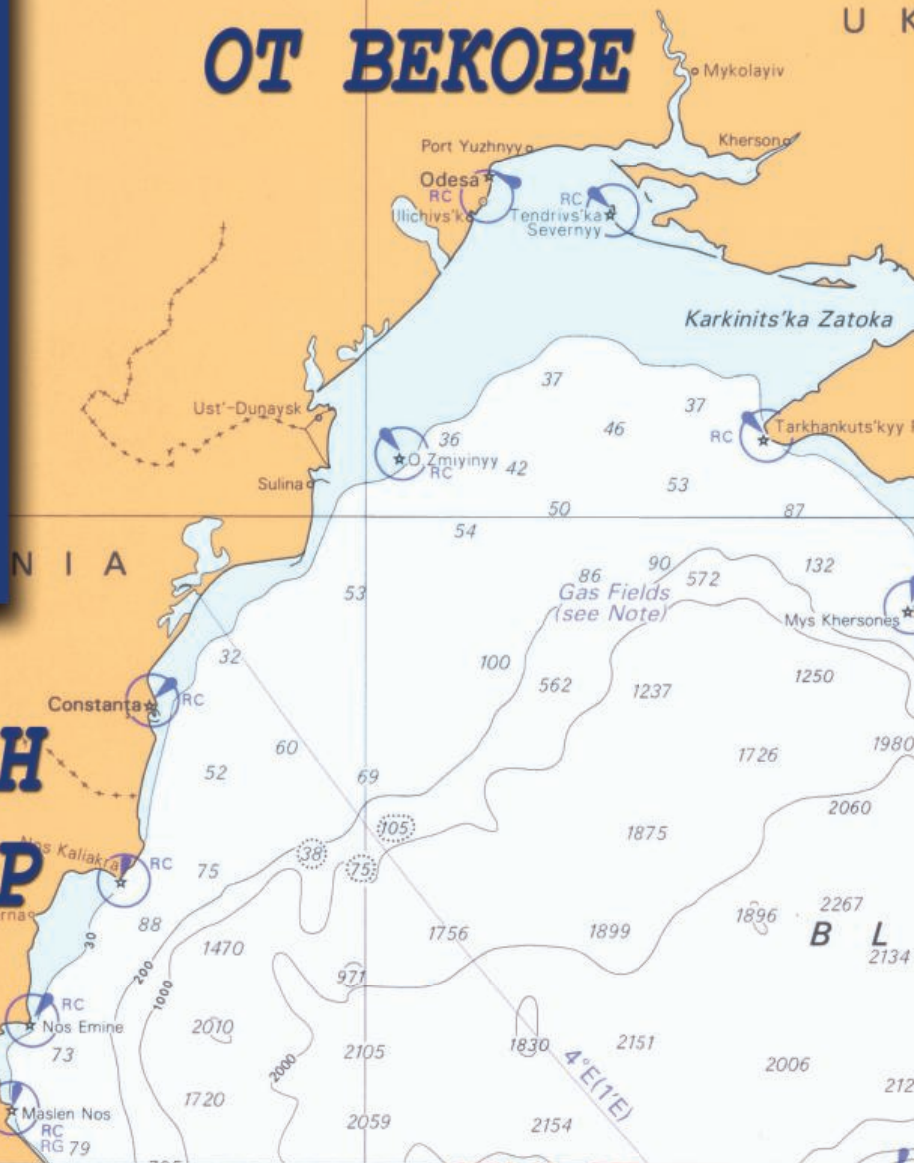 ОТ ВЕКОВЕ
U K
Mykolayiv
Port Yuzhnyy
Kherson
Odesa
RC
RC
Illichivs'k
Tendrivs'ka
Severnyy
Karkinits'ka Zatoka
37
37
Ust'-Dunaysk
36
46
RC
Tarkhankuts'kyy
O.Zmiyinyy
42
RC
Sulina
53
50
87
54
NIA
90
132
86
572
53
Gas Fields
(see Note)
Mys Khersones
32
100
562
1237
1250
Constanta
RC
60
52
69
1726
1980
Н
2060
105
1875
38
75
Nos Kaliakra
RC
75
Р
rna
88
1896
2267
30
1470
1756
1899
B L
2134
200
971
1000
RC
Nos Emine
2010
73
2105
1830
2151
4°E(1'E)
2006
2000
212
1720
Maslen Nos
2059
2154
RC
RG 79